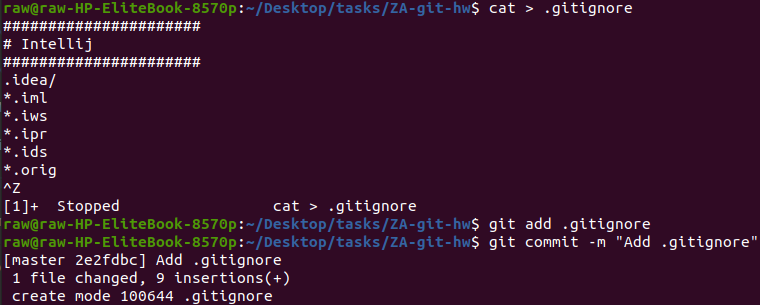 raw@raw-HP-EliteBook-8570p:~/Desktop/tasks/ZA-git-hw$ cat > .gitignore
######################
# Intellij
######################
.idea/
*.iml
*.iws
*.ipr
*.ids
*.orig
^Z
[1]+  Stopped                 cat > .gitignore
raw@raw-HP-EliteBook-8570p:~/Desktop/tasks/ZA-git-hw$ git add .gitignore
raw@raw-HP-EliteBook-8570p:~/Desktop/tasks/ZA-git-hw$ git commit -m "Add .gitignore"
[master 2e2fdbc] Add .gitignore
 1 file changed, 9 insertions(+)
 create mode 100644 .gitignore